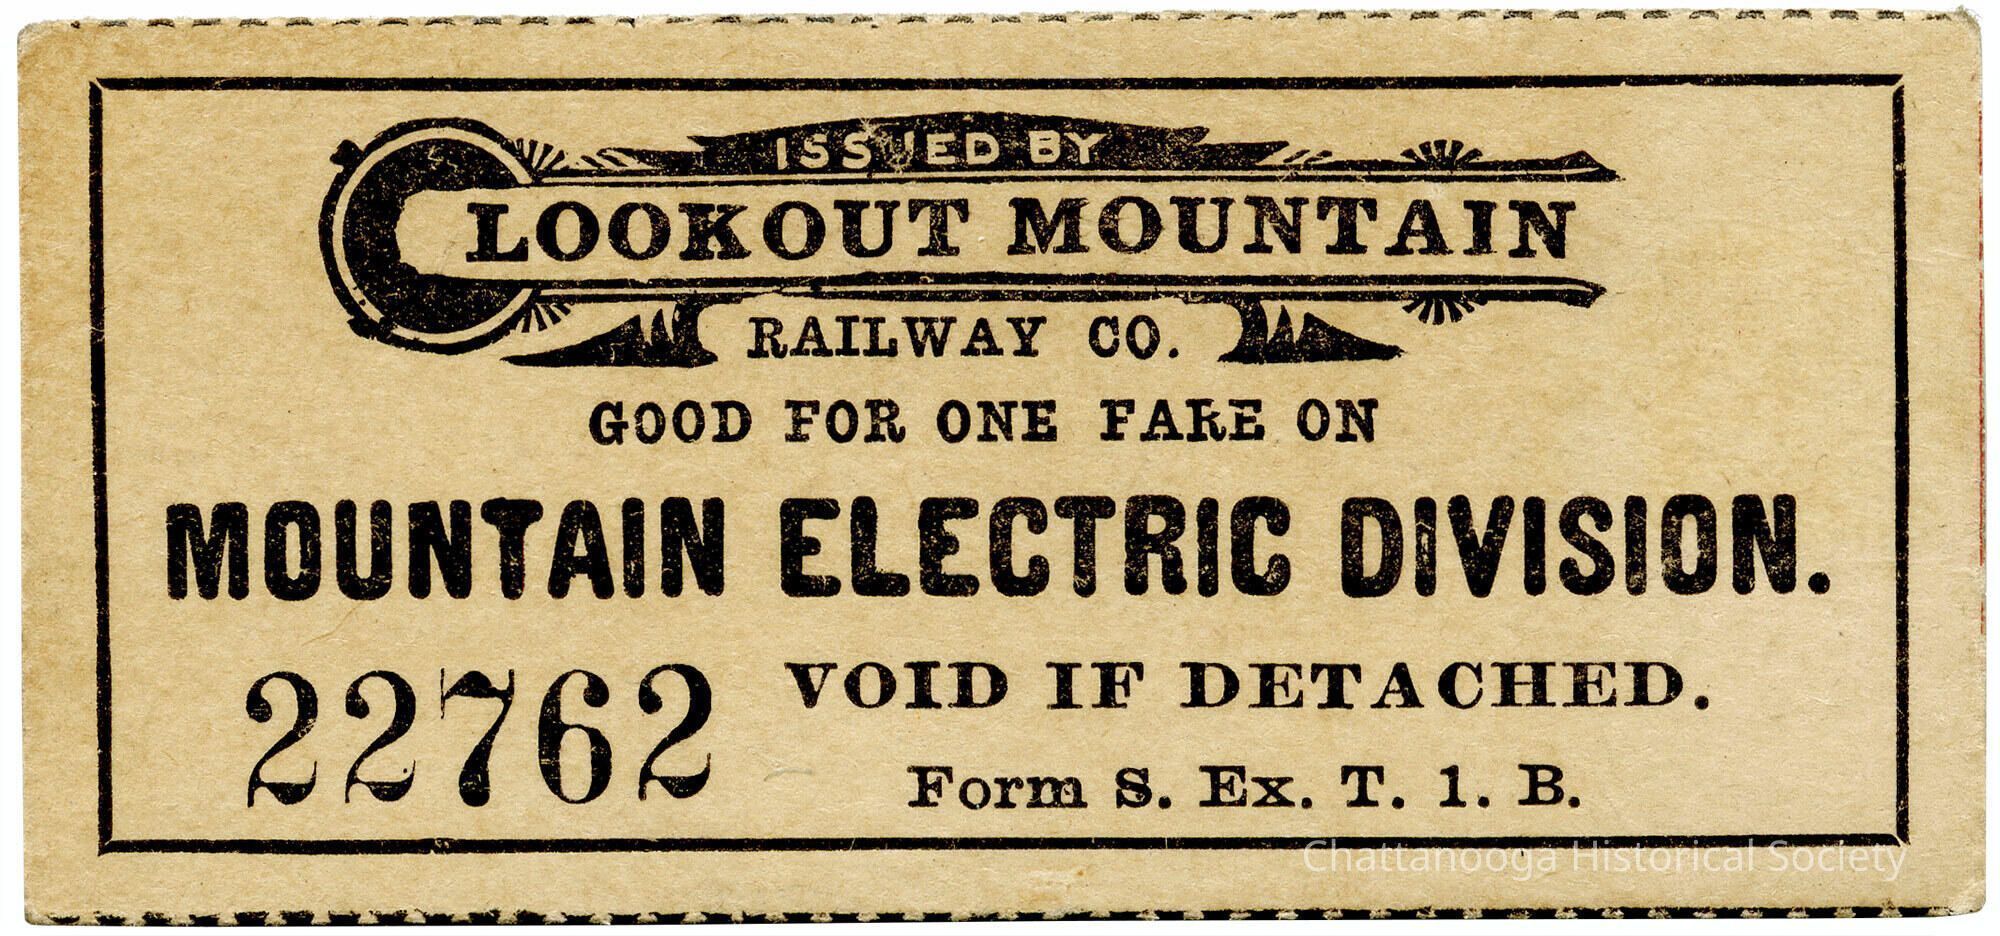 ISSUED BY
LOOKOUT MOUNTAIN
RAILWAY CO.
GOOD FOR ONE FARE ON
MOUNTAIN ELECTRIC DIVISION.
22762
VOID IF DETACHED.
Form S. Ex. T. 1. B.
Chattanooga Historical Society